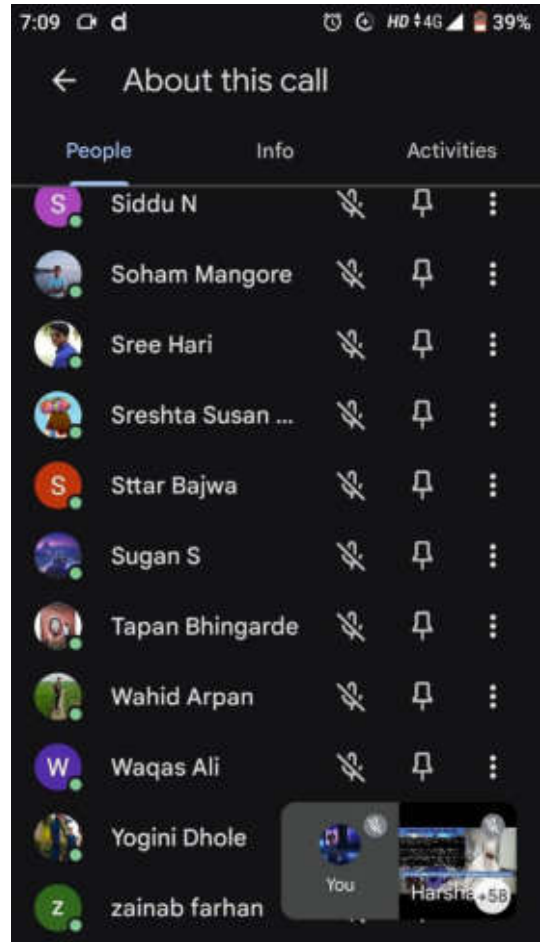 7:09 d HD 4G 39%
About this call
People Info Activities
S Siddu N
Soham Mangore
Sree Hari
Sreshta Susan ...
S Sttar Bajwa
Sugan S
Tapan Bhingarde
Wahid Arpan
W Waqas Ali
Yogini Dhole
You Harsha +58
z zainab farhan